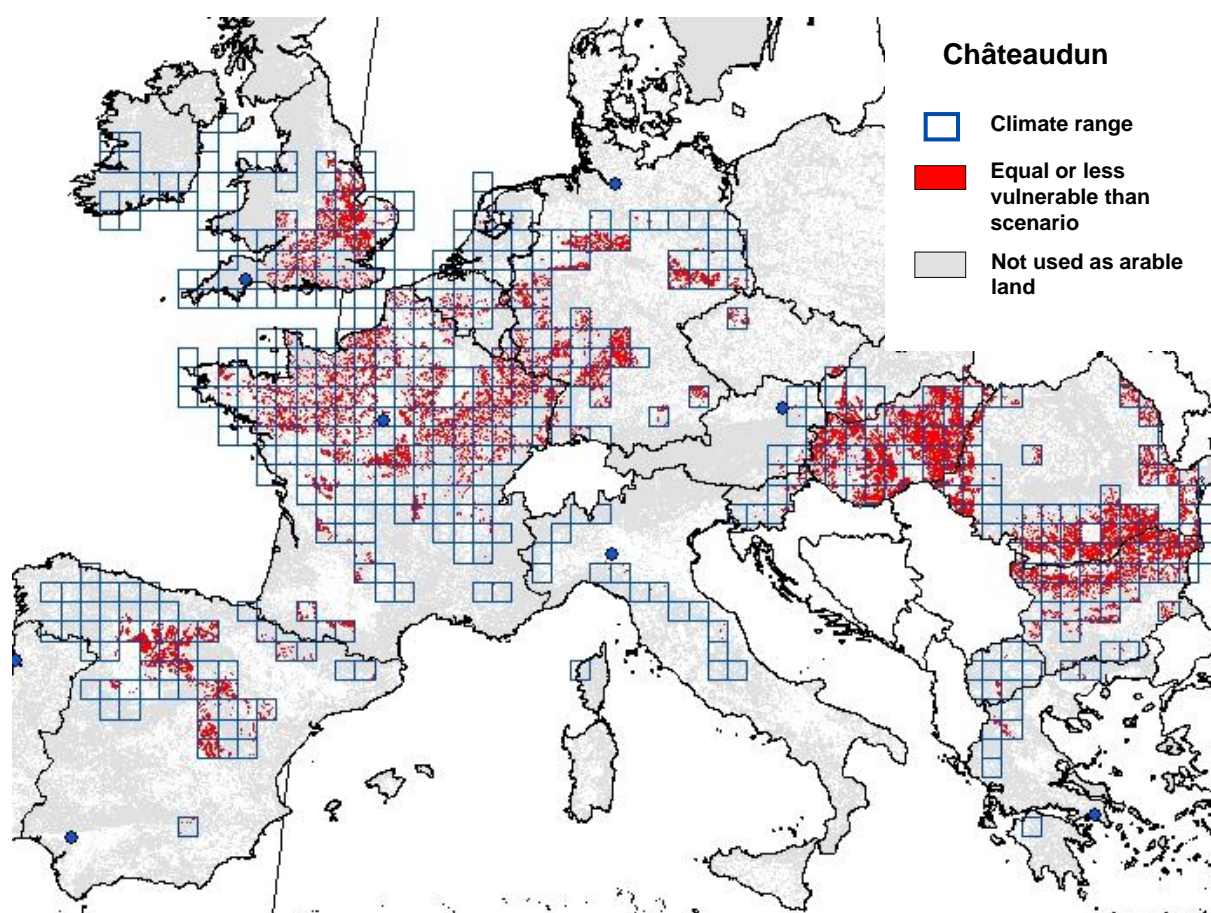 Châteaudun
Climate range
Equal or less
vulnerable than
scenario
Not used as arable
land